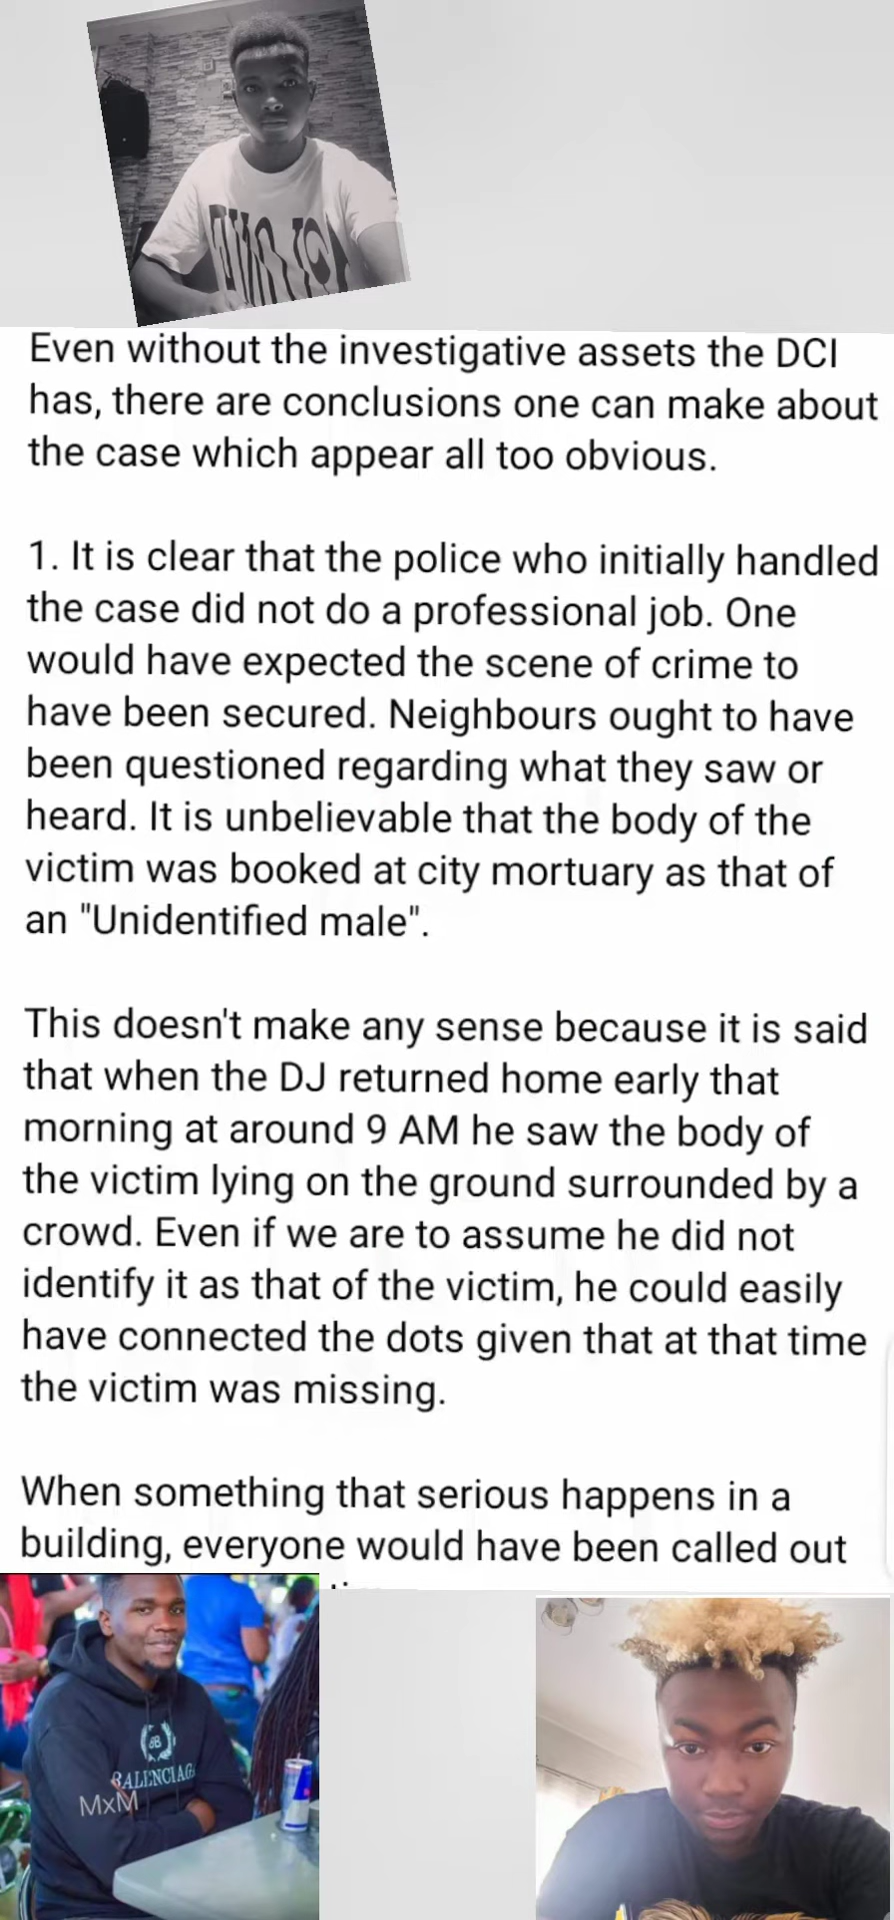 Even without the investigative assets the DCI
has, there are conclusions one can make about
the case which appear all too obvious.
1. It is clear that the police who initially handled
the case did not do a professional job. One
would have expected the scene of crime to
have been secured. Neighbours ought to have
been questioned regarding what they saw or
heard. It is unbelievable that the body of the
victim was booked at city mortuary as that of
an "Unidentified male".
This doesn't make any sense because it is said
that when the DJ returned home early that
morning at around 9 AM he saw the body of
the victim lying on the ground surrounded by a
crowd. Even if we are to assume he did not
identify it as that of the victim, he could easily
have connected the dots given that at that time
the victim was missing.
When something that serious happens in a
building, everyone would have been called out
BALENCIAGA
MxM